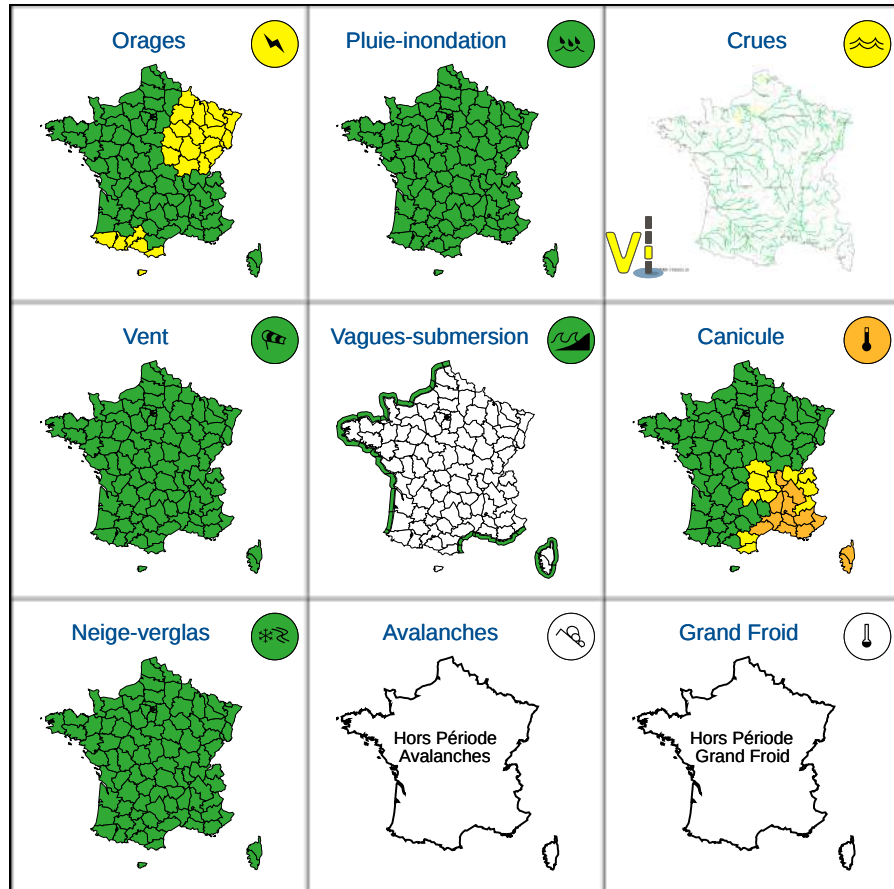 Orages
Pluie-inondation
Crues
Vi
Vent
Vagues-submersion
Canicule
Neige-verglas
Avalanches
Grand Froid
Hors Période
Avalanches
Hors Période
Grand Froid